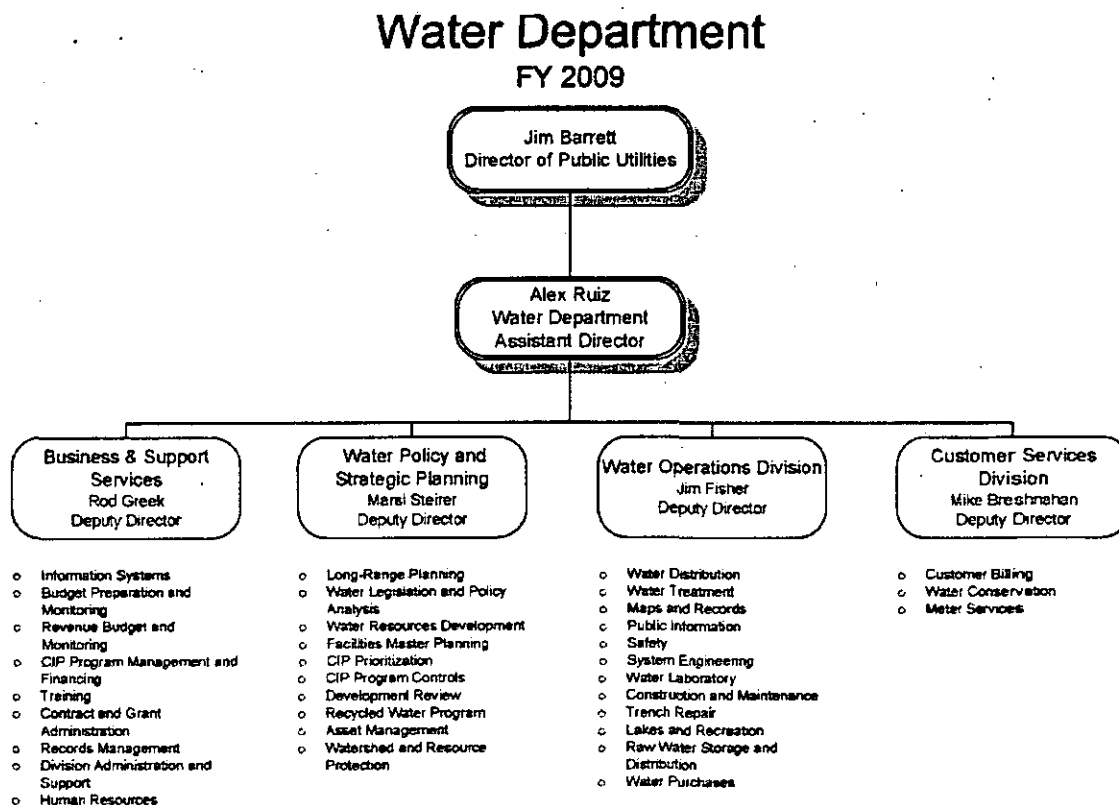 Water Department
FY 2009
Jim Barrett
Director of Public Utilities
Alex Ruiz
Water Department
Assistant Director
Business & Support
Services
Rod Greek
Deputy Director
Information Systems
Budget Preparation and
Monitoring
Revenue Budget and
Monitoring
CIP Program Management and
Financing
Training
Contract and Grant
Administration
Records Management
Division Administration and
Support
Human Resources
Water Policy and
Strategic Planning
Marsi Steirer
Deputy Director
Long-Range Planning
Water Legislation and Policy
Analysis
Water Resources Development
Facilities Master Planning
CIP Prioritization
CIP Program Controls
Development Review
Recycled Water Program
Asset Management
Watershed and Resource
Protection
Water Operations Division
Jim Fisher
Deputy Director
Water Distribution
Water Treatment
Maps and Records
Public Information
Safety
System Engineering
Water Laboratory
Construction and Maintenance
Trench Repair
Lakes and Recreation
Raw Water Storage and
Distribution
Water Purchases
Customer Services
Division
Mike Breshnahan
Deputy Director
Customer Billing
Water Conservation
Meter Services